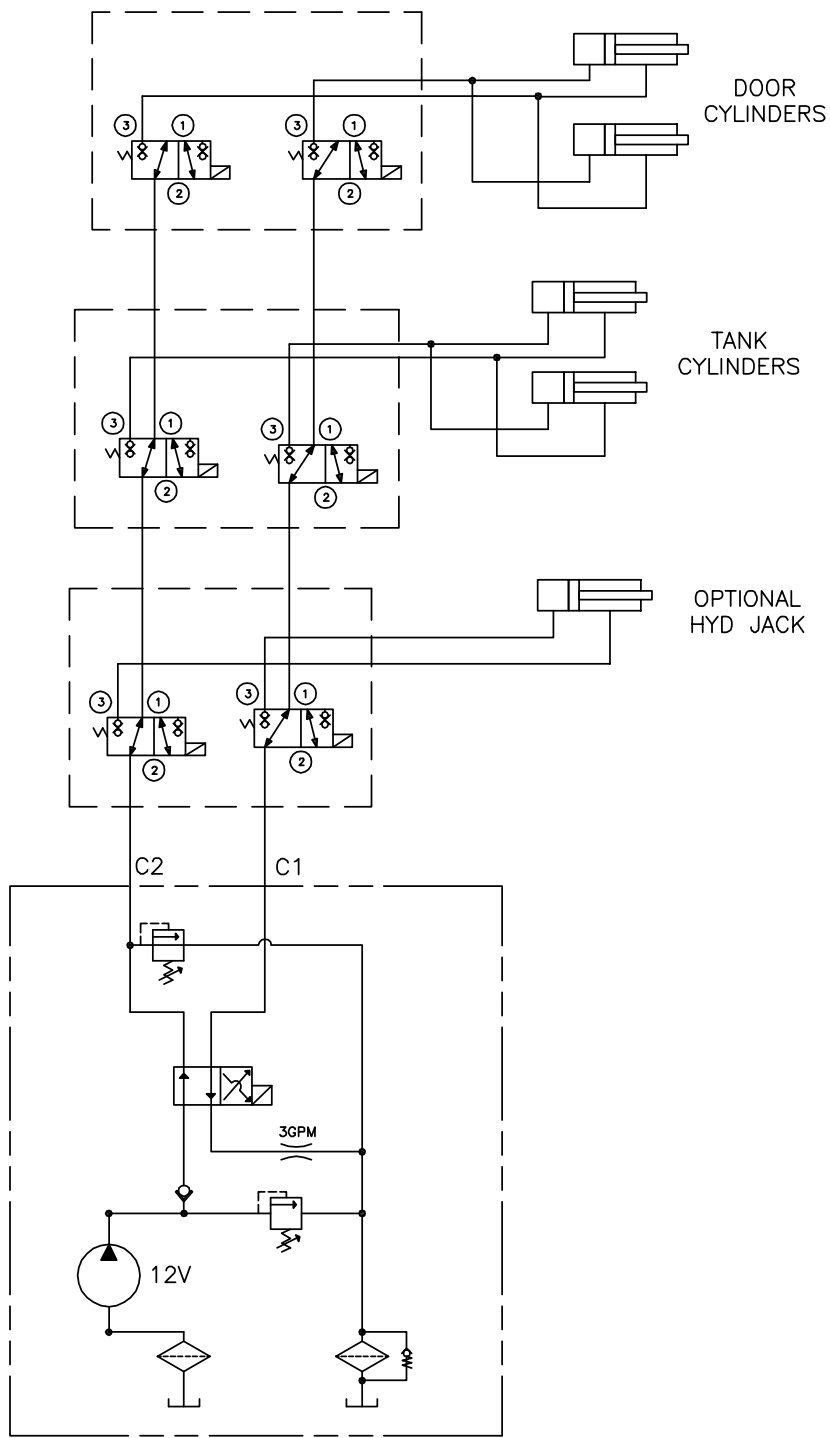 3 1 3 1
2 2
DOOR
CYLINDERS
3 1 3 1
2 2
TANK
CYLINDERS
3 1 3 1
2 2
OPTIONAL
HYD JACK
C2 C1
3GPM
12V